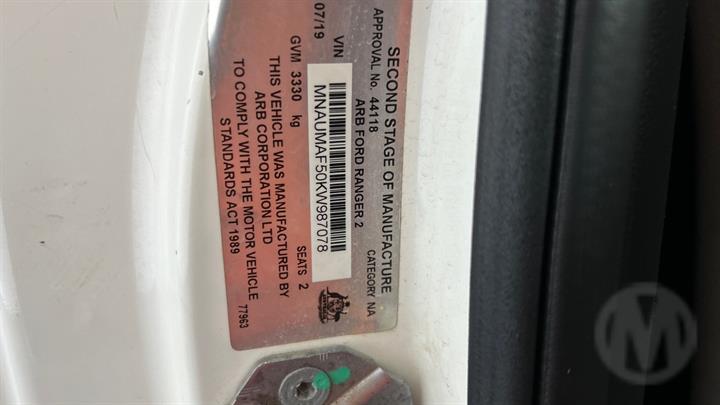 SECOND STAGE OF MANUFACTURE
APPROVAL No. 44118 CATEGORY NA
07/19 ARB FORD RANGER 2
VIN MNAUMAF50KW987078
GVM 3330 kg SEATS 2
THIS VEHICLE WAS MANUFACTURED BY
ARB CORPORATION LTD
TO COMPLY WITH THE MOTOR VEHICLE
STANDARDS ACT 1989
77963
M